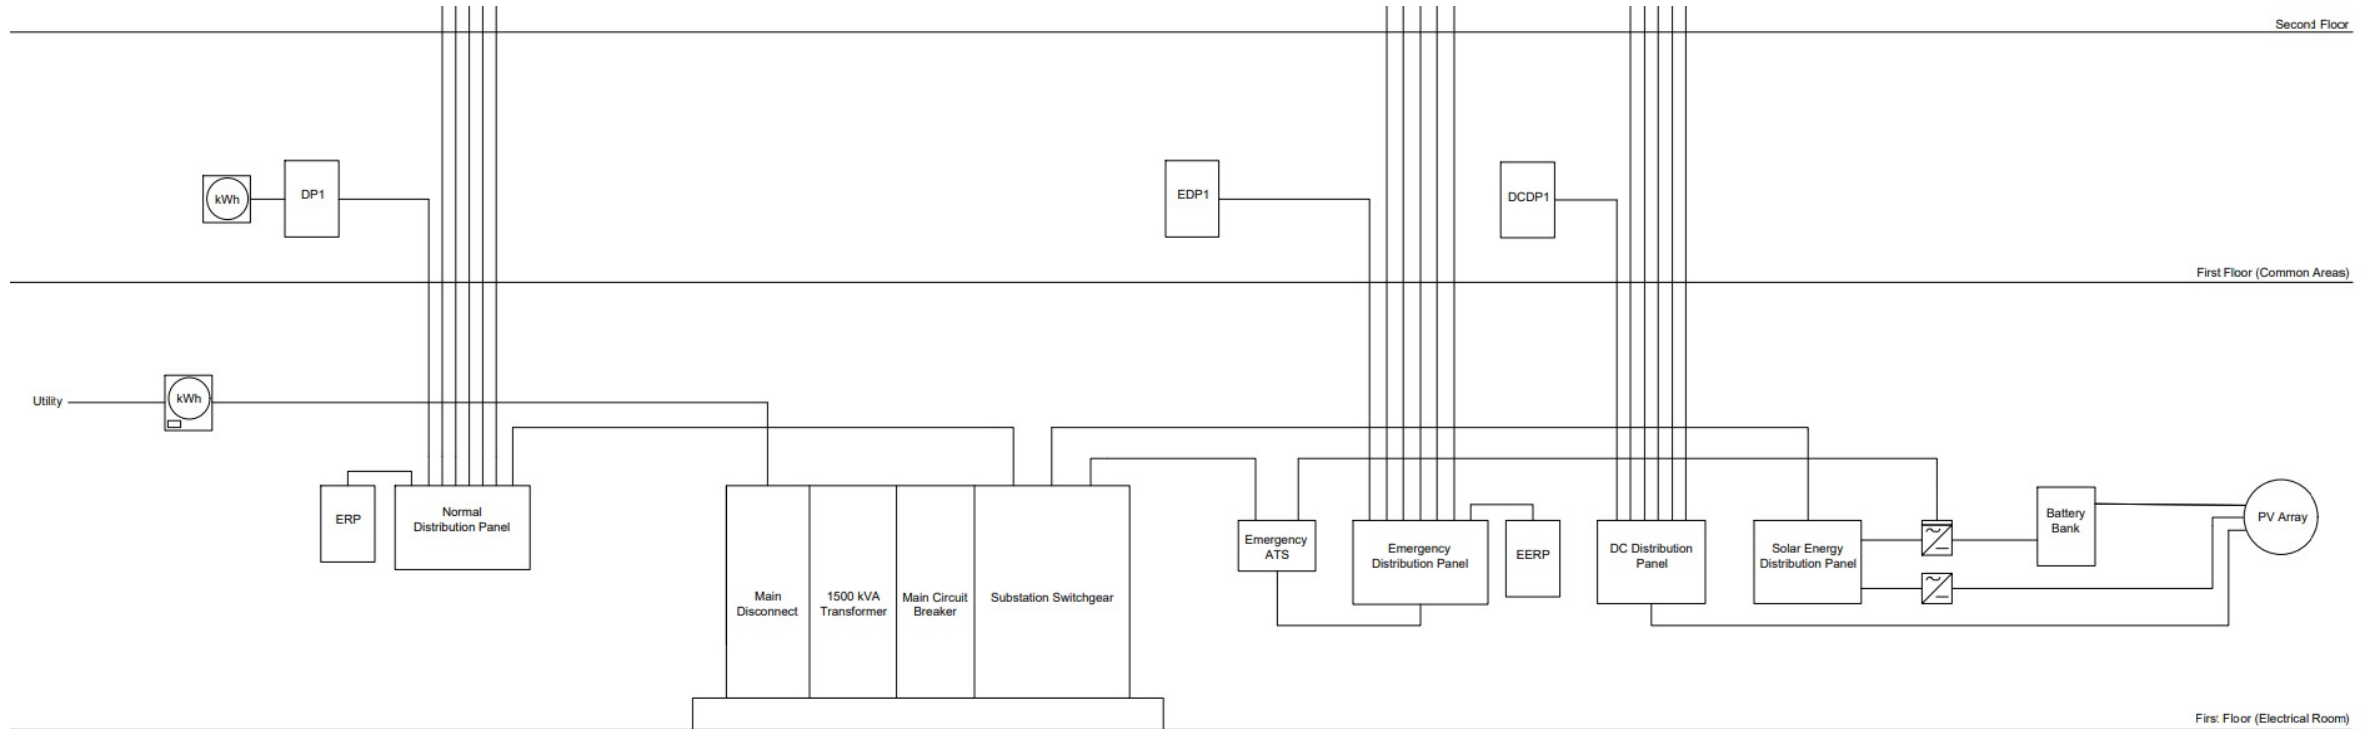 Second Floor
kWh
DP1
EDP1
DCDP1
First Floor (Common Areas)
Utility
kWh
ERP
Normal
Distribution Panel
Main
Disconnect
1500 kVA
Transformer
Main Circuit
Breaker
Substation Switchgear
Emergency
ATS
Emergency
Distribution Panel
EERP
DC Distribution
Panel
Solar Energy
Distribution Panel
Battery
Bank
PV Array
First Floor (Electrical Room)